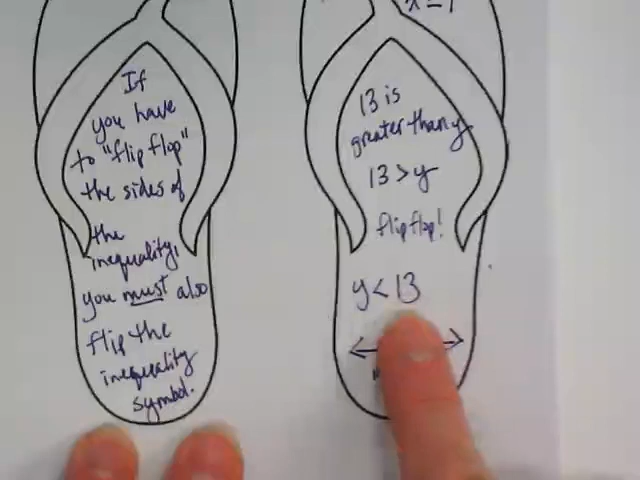 If
you have
to "flip flop"
the sides of
the
inequality,
you must also
flip the
inequality
symbol.
13 is
greater than y
13 > y
flip flop!
y < 13